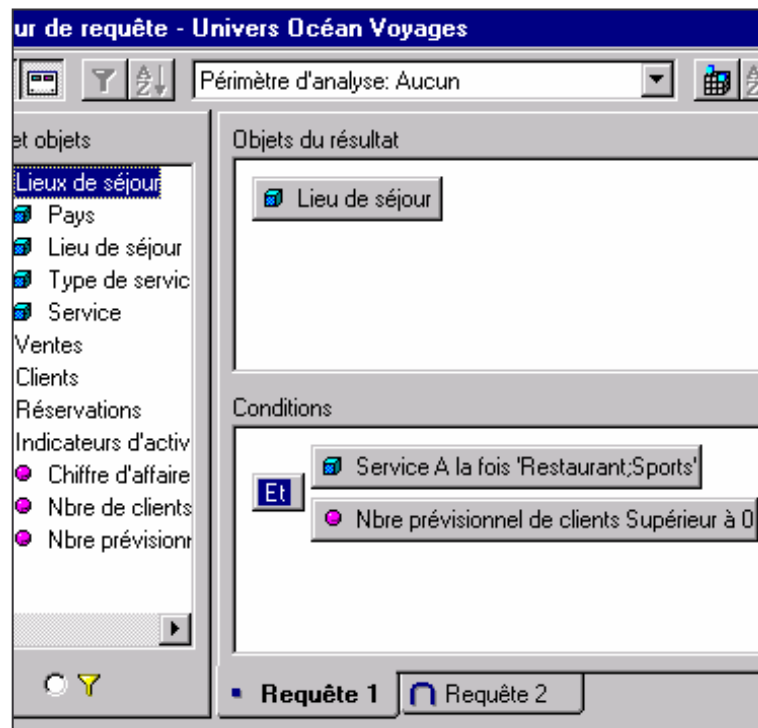 ur de requête - Univers Océan Voyages
Périmètre d'analyse: Aucun
et objets
Lieux de séjour
Pays
Lieu de séjour
Type de servic
Service
Ventes
Clients
Réservations
Indicateurs d'activ
Chiffre d'affaire
Nbre de clients
Nbre prévisionn
Objets du résultat
Lieu de séjour
Conditions
Et
Service A la fois 'Restaurant;Sports'
Nbre prévisionnel de clients Supérieur à 0
Requête 1
Requête 2